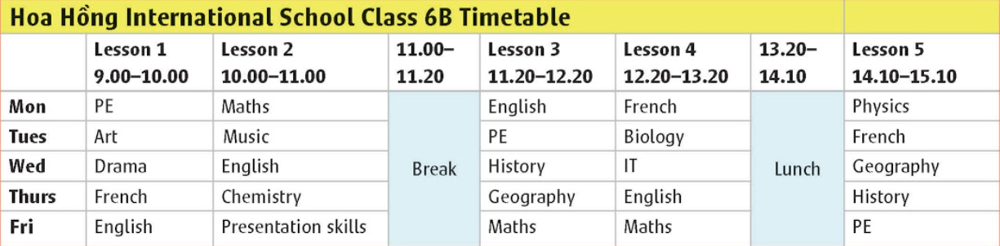 Hoa Hồng International School Class 6B Timetable
Lesson 1 Lesson 2 11.00– Lesson 3 Lesson 4 13.20– Lesson 5
9.00–10.00 10.00–11.00 11.20 11.20–12.20 12.20–13.20 14.10 14.10–15.10
Mon PE Maths English French Physics
Tues Art Music PE Biology French
Wed Drama English Break History IT Lunch Geography
Thurs French Chemistry Geography English History
Fri English Presentation skills Maths Maths PE